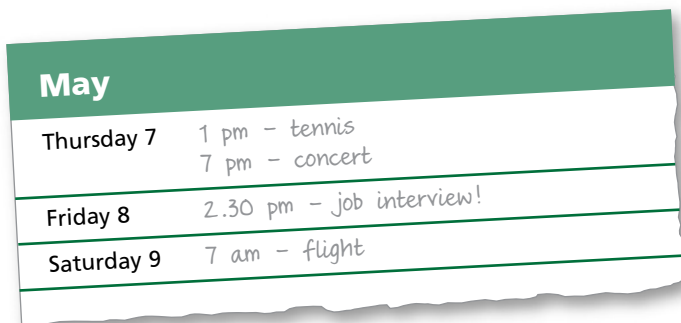 May
Thursday 7 1 pm – tennis
7 pm – concert
Friday 8 2.30 pm – job interview!
Saturday 9 7 am – flight